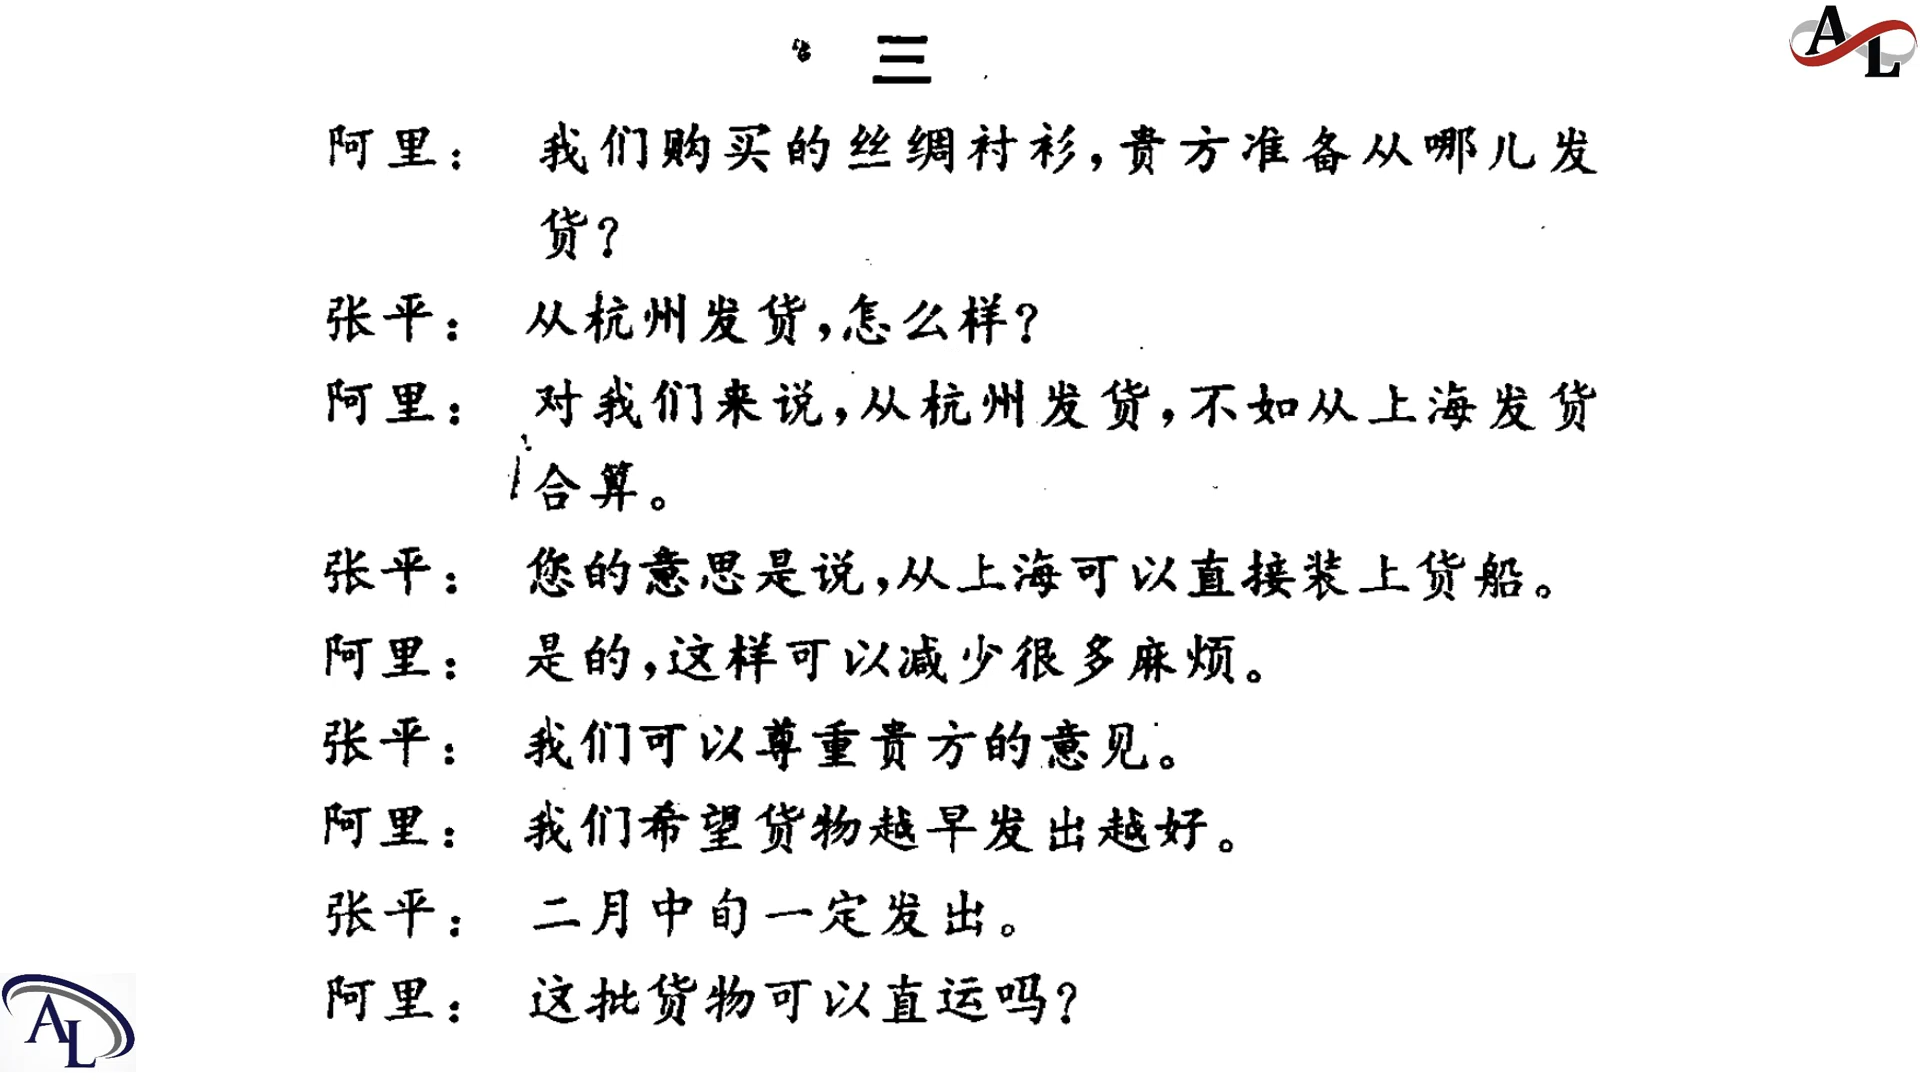 三
阿里： 我们购买的丝绸衬衫，贵方准备从哪儿发
货？
张平： 从杭州发货，怎么样？
阿里： 对我们来说，从杭州发货，不如从上海发货
合算。
张平： 您的意思是说，从上海可以直接装上货船。
阿里： 是的，这样可以减少很多麻烦。
张平： 我们可以尊重贵方的意见。
阿里： 我们希望货物越早发出越好。
张平： 二月中旬一定发出。
阿里： 这批货物可以直运吗？
AL
AL